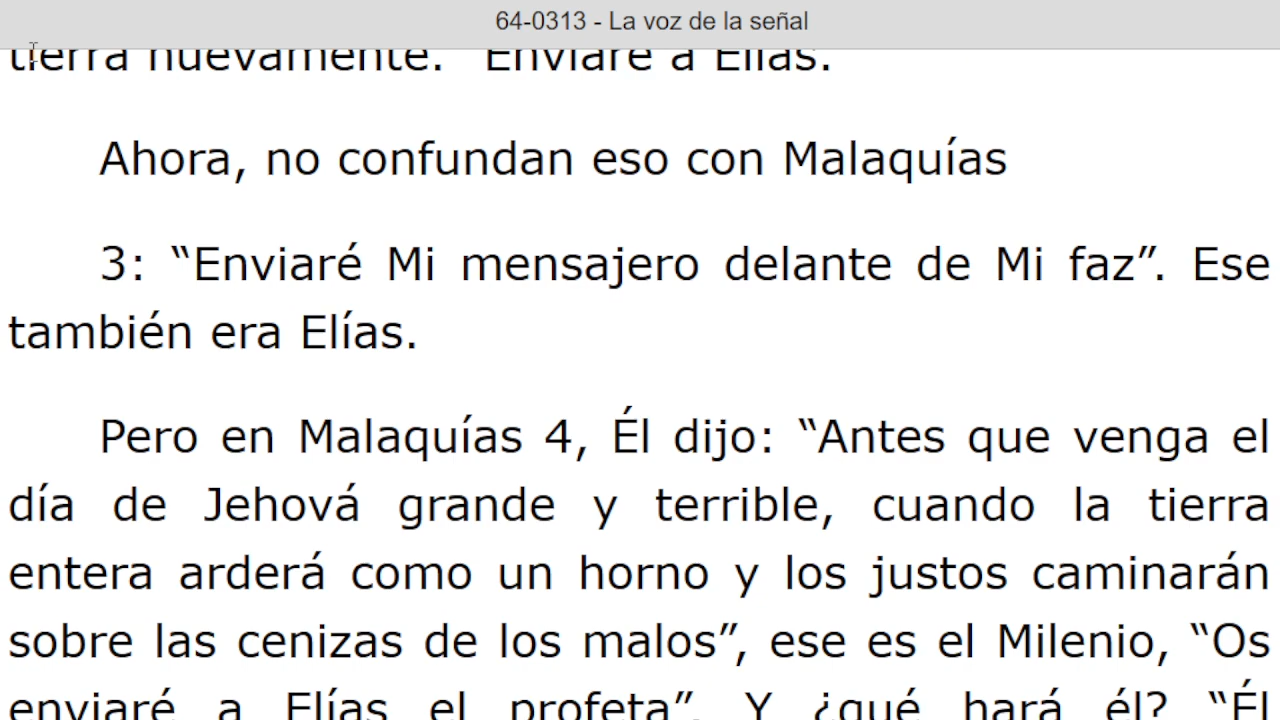 64-0313 - La voz de la señal
tierra nuevamente. “Enviaré a Elías.
Ahora, no confundan eso con Malaquías
3: “Enviaré Mi mensajero delante de Mi faz”. Ese
también era Elías.
Pero en Malaquías 4, Él dijo: “Antes que venga el
día de Jehová grande y terrible, cuando la tierra
entera arderá como un horno y los justos caminarán
sobre las cenizas de los malos”, ese es el Milenio, “Os
enviaré a Elías el profeta”. Y ¿qué hará él? “Él